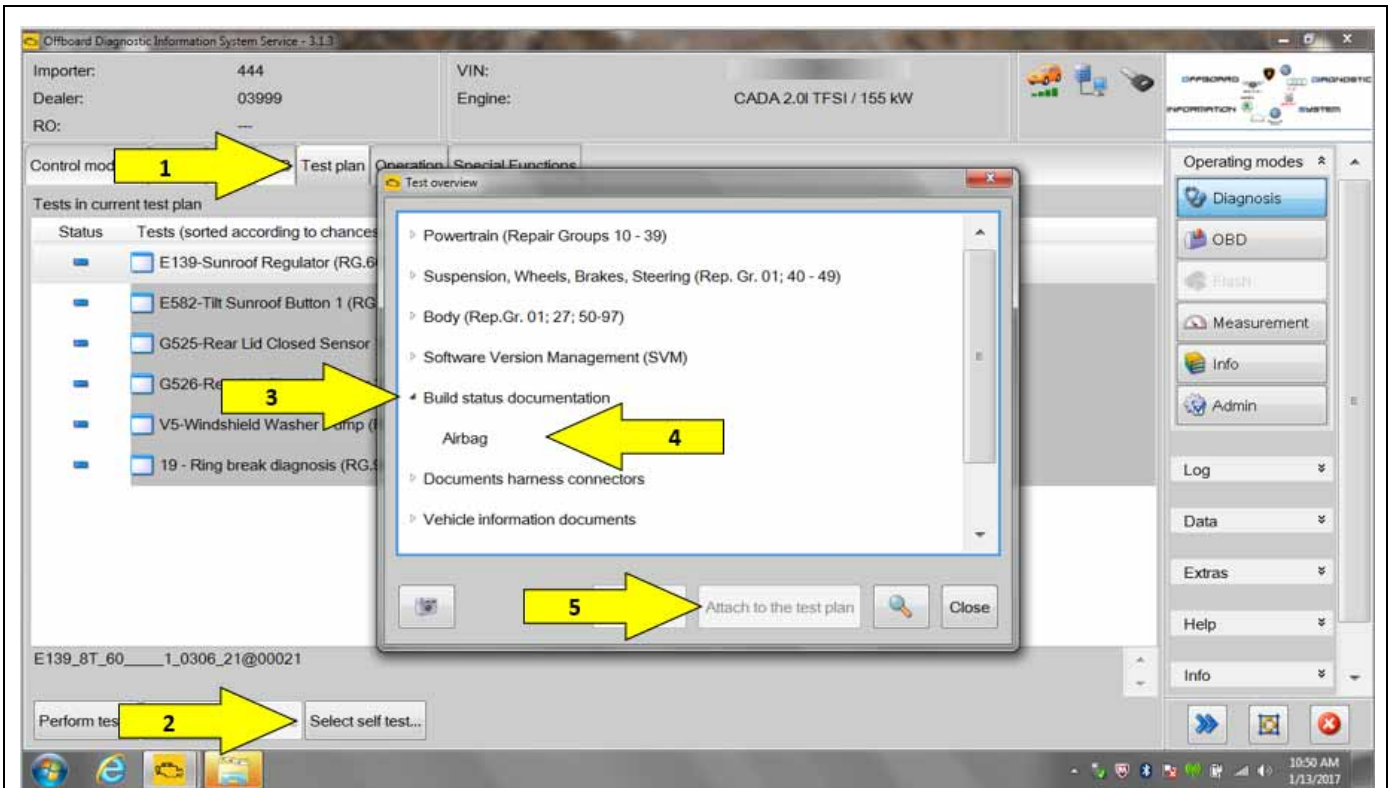 Offboard Diagnostic Information System Service - 3.1.3
Importer: 444
Dealer: 03999
RO: ---
VIN:
Engine: CADA 2.0l TFSI / 155 kW
OFFBOARD DIAGNOSTIC
INFORMATION SYSTEM
Control mod
1
Test plan
Operation
Special Functions
Tests in current test plan
Status
Tests (sorted according to chances
E139-Sunroof Regulator (RG.6
E582-Tilt Sunroof Button 1 (RG
G525-Rear Lid Closed Sensor
G526-Re
V5-Windshield Washer Pump (
19 - Ring break diagnosis (RG.
Test overview
Powertrain (Repair Groups 10 - 39)
Suspension, Wheels, Brakes, Steering (Rep. Gr. 01; 40 - 49)
Body (Rep.Gr. 01; 27; 50-97)
Software Version Management (SVM)
3
Build status documentation
Airbag
4
Documents harness connectors
Vehicle information documents
5
Attach to the test plan
Close
E139_8T_60_____1_0306_21@00021
Perform tes
2
Select self test...
Operating modes
Diagnosis
OBD
Flash
Measurement
Info
Admin
Log
Data
Extras
Help
Info
10:50 AM
1/13/2017